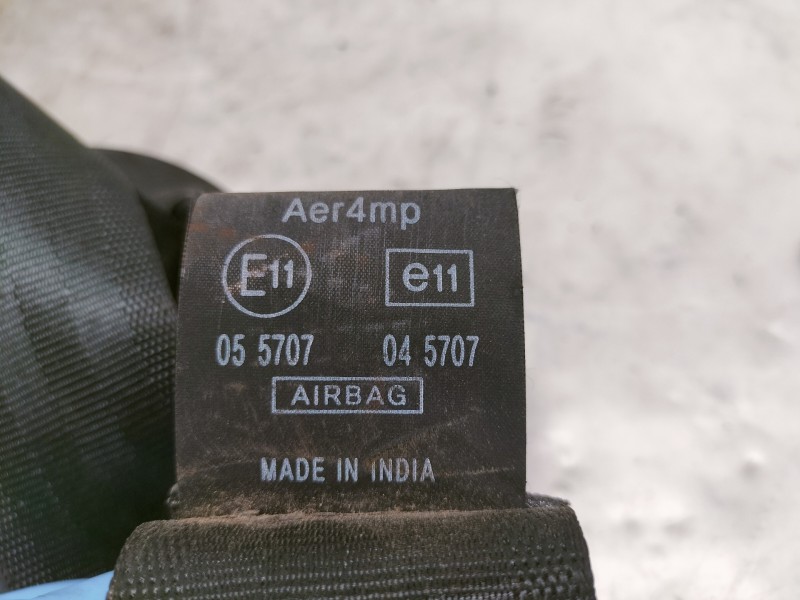 Aer4mp
E11 e11
05 5707 04 5707
AIRBAG
MADE IN INDIA